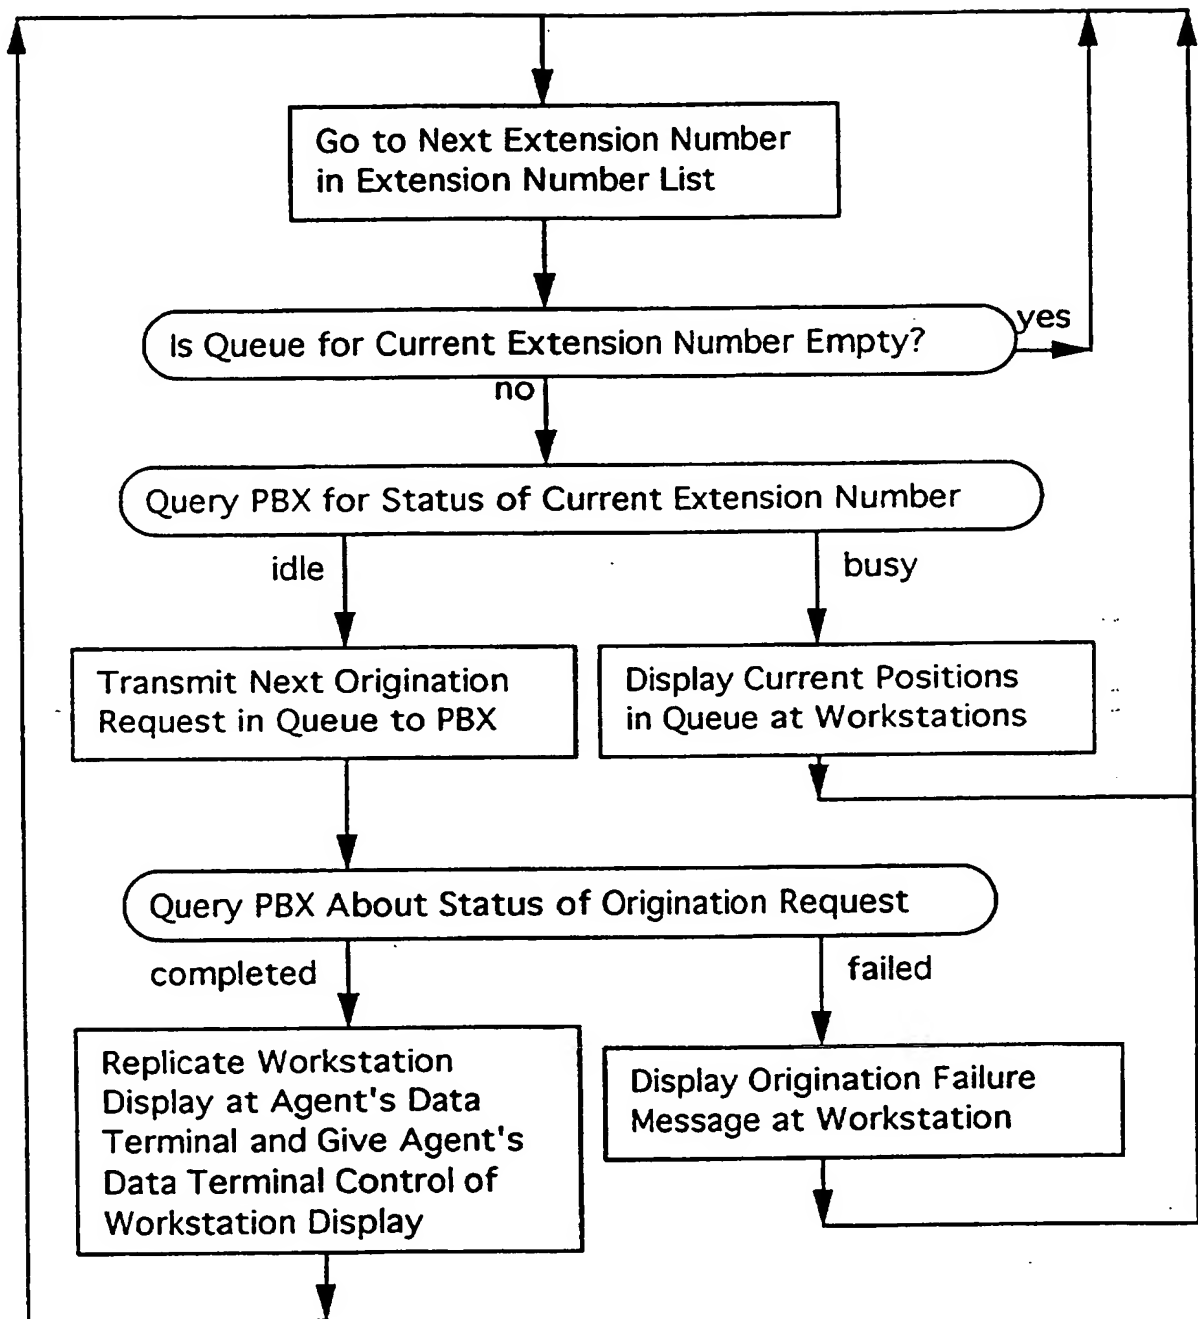 Go to Next Extension Number
in Extension Number List
Is Queue for Current Extension Number Empty?
yes
no
Query PBX for Status of Current Extension Number
idle
busy
Transmit Next Origination
Request in Queue to PBX
Display Current Positions
in Queue at Workstations
Query PBX About Status of Origination Request
completed
failed
Replicate Workstation
Display at Agent's Data
Terminal and Give Agent's
Data Terminal Control of
Workstation Display
Display Origination Failure
Message at Workstation